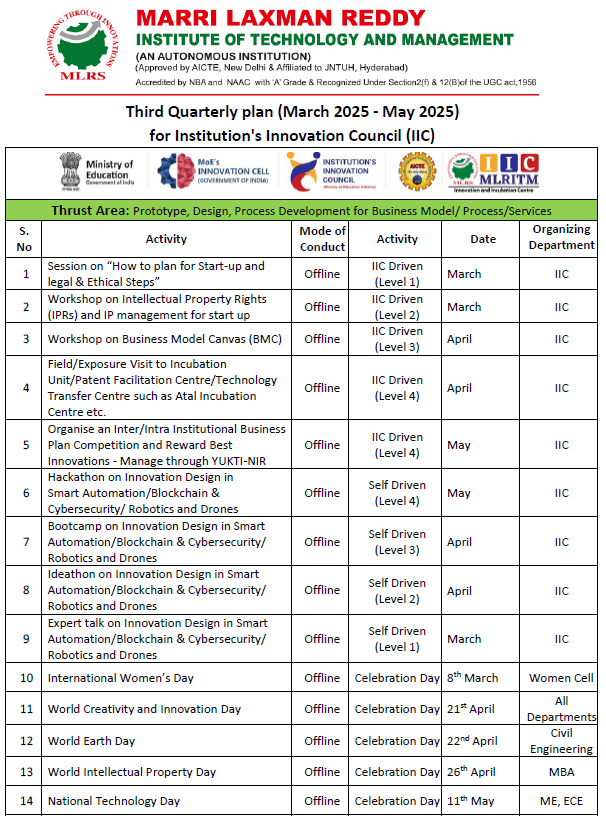 MARRI LAXMAN REDDY
INSTITUTE OF TECHNOLOGY AND MANAGEMENT
(AN AUTONOMOUS INSTITUTION)
(Approved by AICTE, New Delhi & Affiliated to JNTUH, Hyderabad)
Accredited by NBA and NAAC with 'A' Grade & Recognized Under Section2(f) & 12(B)of the UGC act,1956
EMPOWERING THROUGH INNOVATIONS
MLRS
Third Quarterly plan (March 2025 - May 2025)
for Institution's Innovation Council (IIC)
Ministry of
Education
Government of India
MoE's
INNOVATION CELL
(GOVERNMENT OF INDIA)
INSTITUTION'S
INNOVATION
COUNCIL
(Ministry of Education Initiative)
AICTE
MLRS
IIC
MLRITM
Innovation and Incubation Centre
Thrust Area: Prototype, Design, Process Development for Business Model/ Process/Services
S. No Activity Mode of Conduct Activity Date Organizing Department
1 Session on “How to plan for Start-up and legal & Ethical Steps” Offline IIC Driven (Level 1) March IIC
2 Workshop on Intellectual Property Rights (IPRs) and IP management for start up Offline IIC Driven (Level 2) March IIC
3 Workshop on Business Model Canvas (BMC) Offline IIC Driven (Level 3) April IIC
4 Field/Exposure Visit to Incubation Unit/Patent Facilitation Centre/Technology Transfer Centre such as Atal Incubation Centre etc. Offline IIC Driven (Level 4) April IIC
5 Organise an Inter/Intra Institutional Business Plan Competition and Reward Best Innovations - Manage through YUKTI-NIR Offline IIC Driven (Level 4) May IIC
6 Hackathon on Innovation Design in Smart Automation/Blockchain & Cybersecurity/ Robotics and Drones Offline Self Driven (Level 4) May IIC
7 Bootcamp on Innovation Design in Smart Automation/Blockchain & Cybersecurity/ Robotics and Drones Offline Self Driven (Level 3) April IIC
8 Ideathon on Innovation Design in Smart Automation/Blockchain & Cybersecurity/ Robotics and Drones Offline Self Driven (Level 2) April IIC
9 Expert talk on Innovation Design in Smart Automation/Blockchain & Cybersecurity/ Robotics and Drones Offline Self Driven (Level 1) March IIC
10 International Women’s Day Offline Celebration Day 8th March Women Cell
11 World Creativity and Innovation Day Offline Celebration Day 21st April All Departments
12 World Earth Day Offline Celebration Day 22nd April Civil Engineering
13 World Intellectual Property Day Offline Celebration Day 26th April MBA
14 National Technology Day Offline Celebration Day 11th May ME, ECE